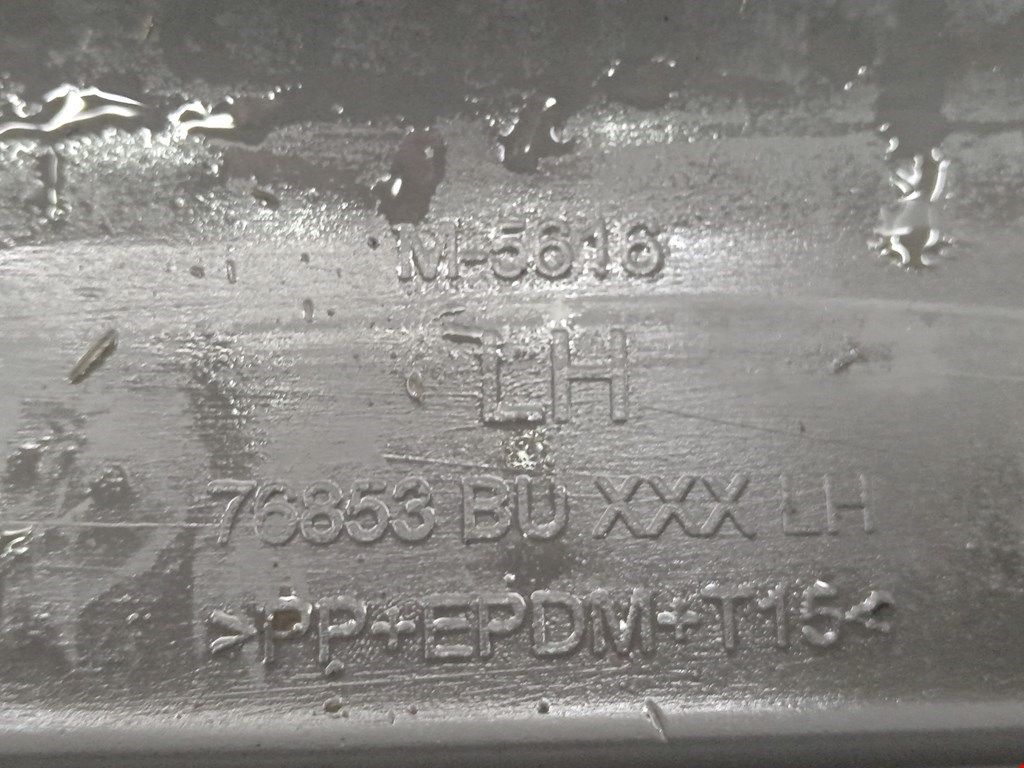 M-5616
LH
76853 BU XXX LH
>PP+EPDM+T15<